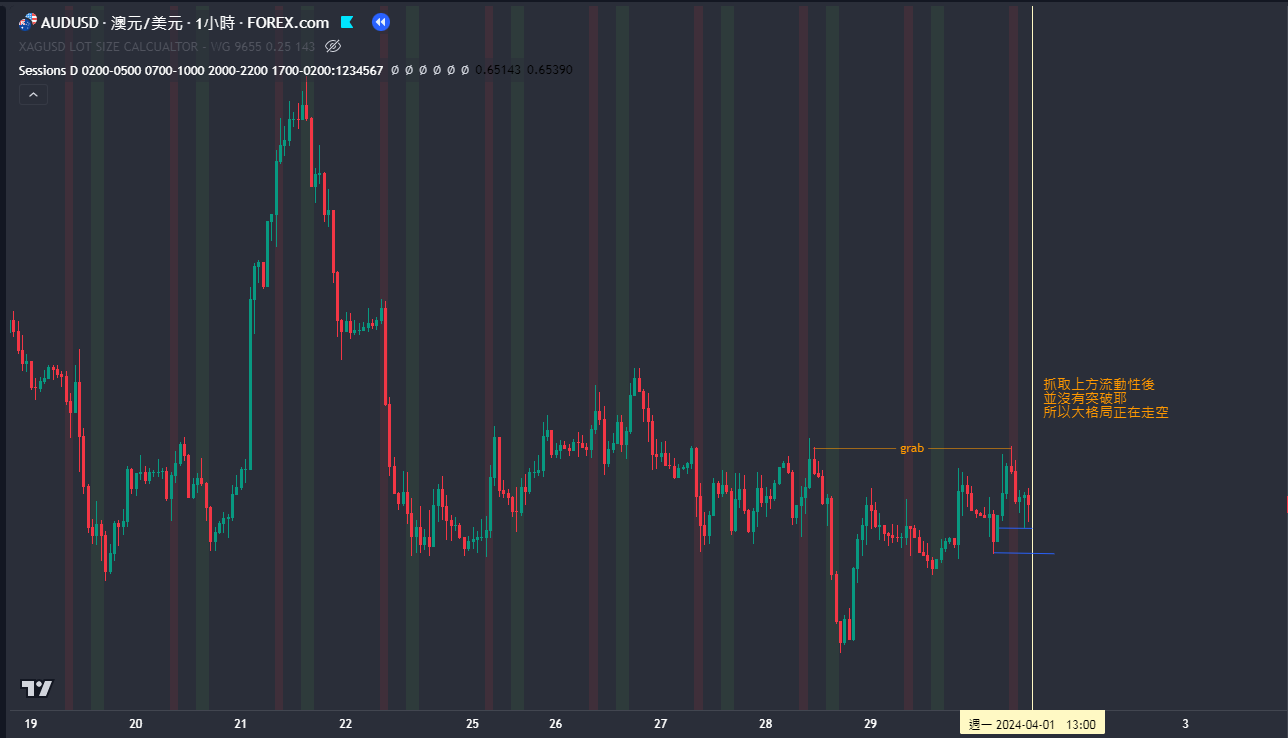 AUDUSD · 澳元/美元 · 1小時 · FOREX.com
XAGUSD LOT SIZE CALCUALTOR - WG 9655 0.25 143
Sessions D 0200-0500 0700-1000 2000-2200 1700-0200:1234567 Ø Ø Ø Ø Ø Ø 0.65143 0.65390
抓取上方流動性後
並沒有突破耶
所以大格局正在走空
grab
19 20 21 22 25 26 27 28 29 週一 2024-04-01 13:00 3